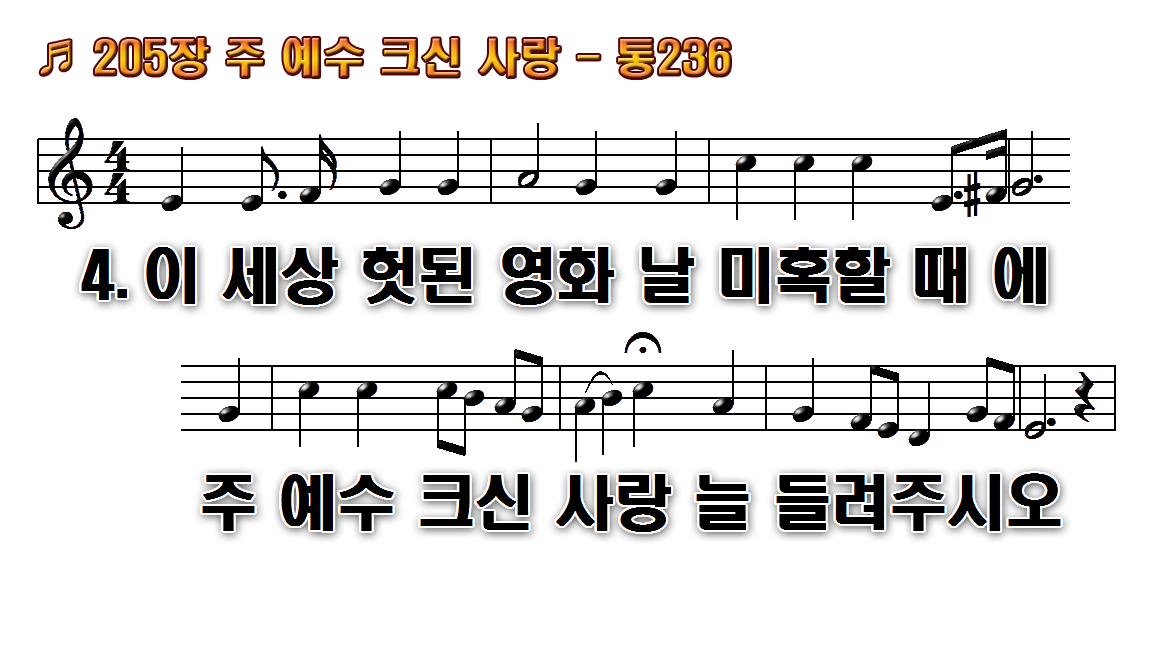 ♬ 205장 주 예수 크신 사랑 - 통236
4. 이 세상 헛된 영화 날 미혹할 때 에
주 예수 크신 사랑 늘 들려주시오